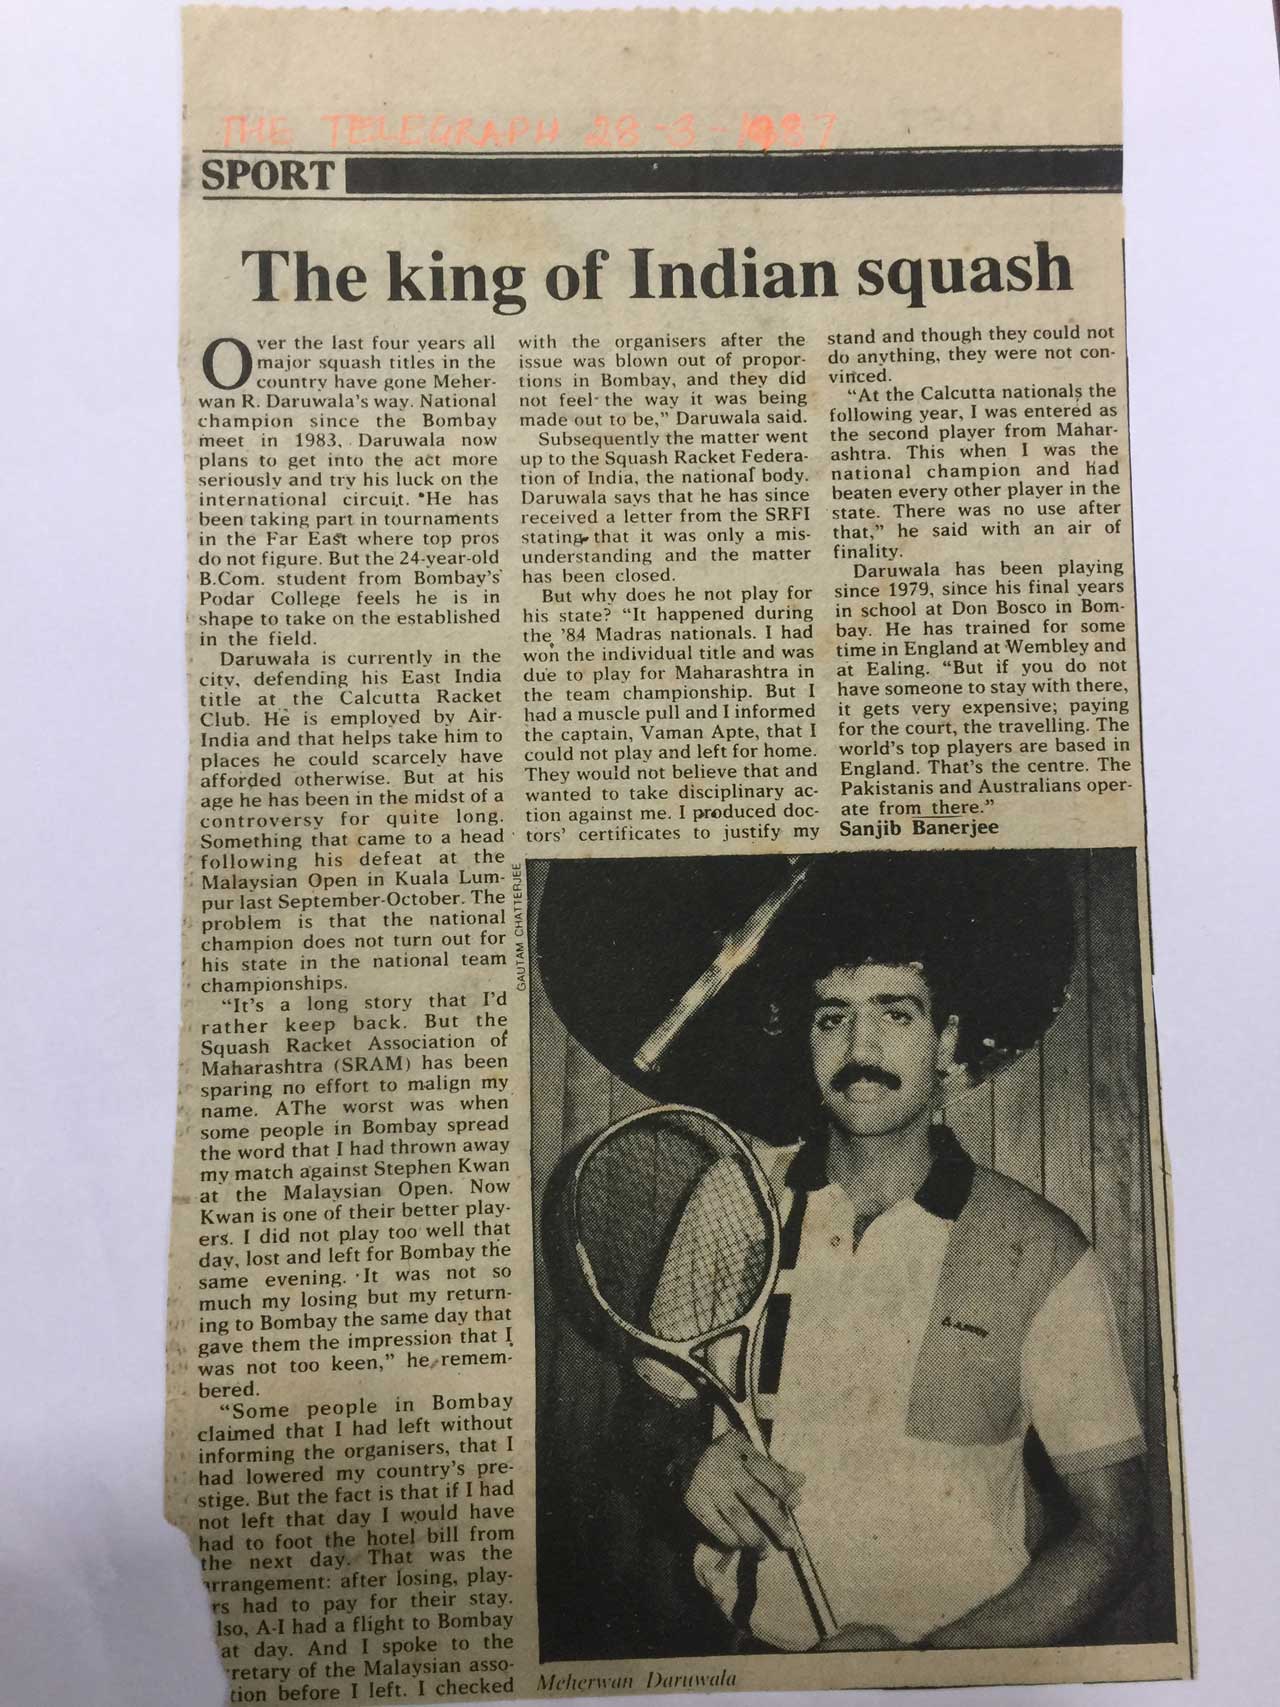 THE TELEGRAPH 28-3-1987
SPORT
The king of Indian squash
Over the last four years all
major squash titles in the
country have gone Meher-
wan R. Daruwala's way. National
champion since the Bombay
meet in 1983, Daruwala now
plans to get into the act more
seriously and try his luck on the
international circuit. "He has
been taking part in tournaments
in the Far East where top pros
do not figure. But the 24-year-old
B.Com. student from Bombay's
Podar College feels he is in
shape to take on the established
in the field.
Daruwala is currently in the
city, defending his East India
title at the Calcutta Racket
Club. He is employed by Air-
India and that helps take him to
places he could scarcely have
afforded otherwise. But at his
age he has been in the midst of a
controversy for quite long.
Something that came to a head
following his defeat at the
Malaysian Open in Kuala Lum-
pur last September-October. The
problem is that the national
champion does not turn out for
his state in the national team
championships.
"It's a long story that I'd
rather keep back. But the
Squash Racket Association of
Maharashtra (SRAM) has been
sparing no effort to malign my
name. AThe worst was when
some people in Bombay spread
the word that I had thrown away
my match against Stephen Kwan
at the Malaysian Open. Now
Kwan is one of their better play-
ers. I did not play too well that
day, lost and left for Bombay the
same evening. It was not so
much my losing but my return-
ing to Bombay the same day that
gave them the impression that I
was not too keen," he remem-
bered.
"Some people in Bombay
claimed that I had left without
informing the organisers, that I
had lowered my country's pre-
stige. But the fact is that if I had
not left that day I would have
had to foot the hotel bill from
the next day. That was the
rrangement: after losing, play-
rs had to pay for their stay.
lso, A-I had a flight to Bombay
at day. And I spoke to the
retary of the Malaysian asso-
tion before I left. I checked
with the organisers after the
issue was blown out of propor-
tions in Bombay, and they did
not feel the way it was being
made out to be," Daruwala said.
Subsequently the matter went
up to the Squash Racket Federa-
tion of India, the national body.
Daruwala says that he has since
received a letter from the SRFI
stating that it was only a mis-
understanding and the matter
has been closed.
But why does he not play for
his state? "It happened during
the '84 Madras nationals. I had
won the individual title and was
due to play for Maharashtra in
the team championship. But I
had a muscle pull and I informed
the captain, Vaman Apte, that I
could not play and left for home.
They would not believe that and
wanted to take disciplinary ac-
tion against me. I produced doc-
tors' certificates to justify my
stand and though they could not
do anything, they were not con-
vinced.
"At the Calcutta nationals the
following year, I was entered as
the second player from Mahar-
ashtra. This when I was the
national champion and had
beaten every other player in the
state. There was no use after
that," he said with an air of
finality.
Daruwala has been playing
since 1979, since his final years
in school at Don Bosco in Bom-
bay. He has trained for some
time in England at Wembley and
at Ealing. "But if you do not
have someone to stay with there,
it gets very expensive; paying
for the court, the travelling. The
world's top players are based in
England. That's the centre. The
Pakistanis and Australians oper-
ate from there."
Sanjib Banerjee
GAUTAM CHATTERJEE
Meherwan Daruwala